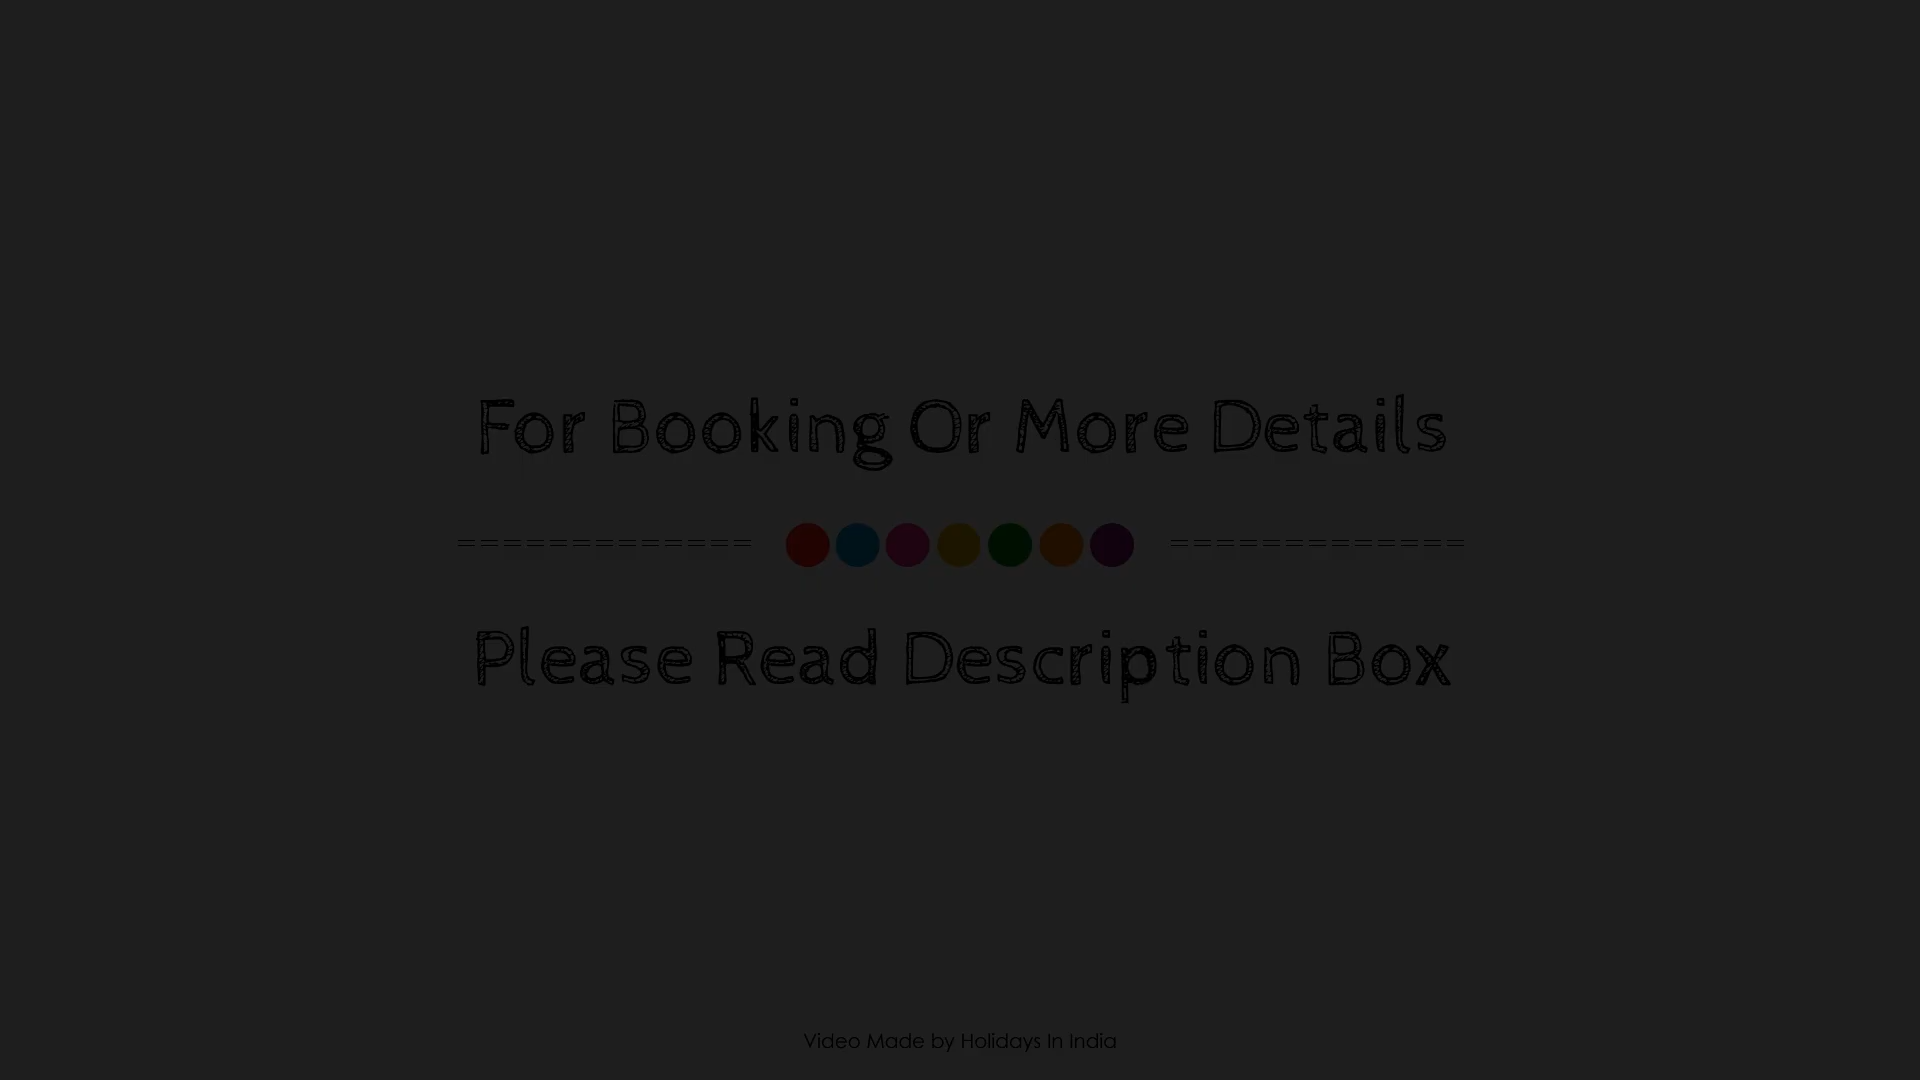 For Booking Or More Details
============= =============
Please Read Description Box
Video Made by Holidays In India